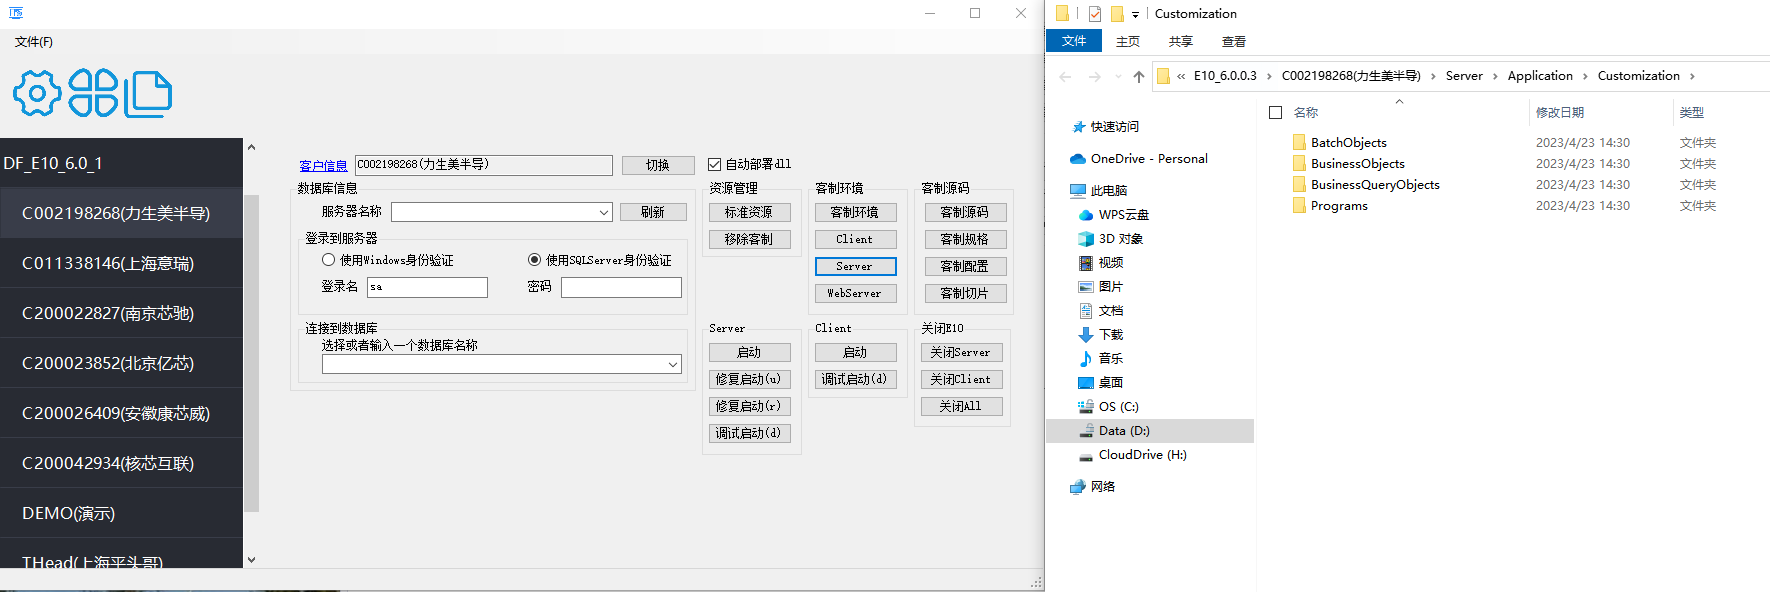 文件(F)
DF_E10_6.0_1
C002198268(力生美半导)
C011338146(上海意瑞)
C200022827(南京芯驰)
C200023852(北京亿芯)
C200026409(安徽康芯威)
C200042934(核芯互联)
DEMO(演示)
THead(上海平头哥)
客户信息 C002198268(力生美半导) 切换 自动部署dll
数据库信息
服务器名称 刷新
登录到服务器
使用Windows身份验证 使用SQLServer身份验证
登录名 sa 密码
连接到数据库
选择或者输入一个数据库名称
资源管理
标准资源
移除客制
客制环境
客制环境
Client
Server
WebServer
客制源码
客制源码
客制规格
客制配置
客制切片
Server
启动
修复启动(u)
修复启动(r)
调试启动(d)
Client
启动
调试启动(d)
关闭E10
关闭Server
关闭Client
关闭All
Customization
文件 主页 共享 查看
« E10_6.0.0.3 › C002198268(力生美半导) › Server › Application › Customization ›
快速访问
OneDrive - Personal
此电脑
WPS云盘
3D 对象
视频
图片
文档
下载
音乐
桌面
OS (C:)
Data (D:)
CloudDrive (H:)
网络
名称 修改日期 类型
BatchObjects 2023/4/23 14:30 文件夹
BusinessObjects 2023/4/23 14:30 文件夹
BusinessQueryObjects 2023/4/23 14:30 文件夹
Programs 2023/4/23 14:30 文件夹